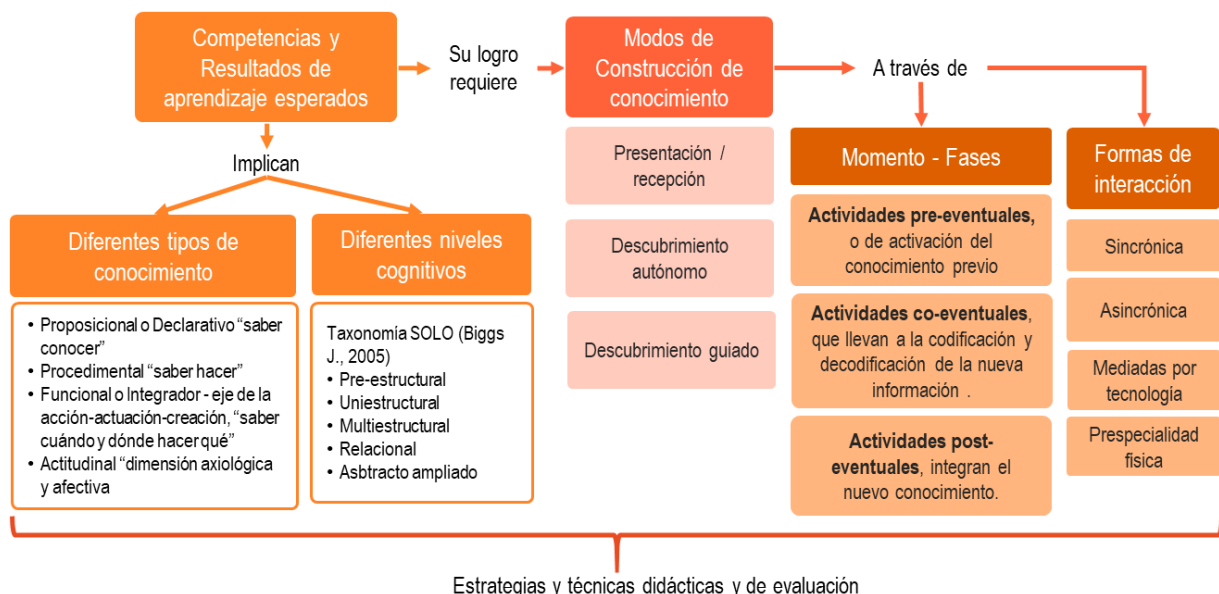 Competencias y
Resultados de
aprendizaje esperados
Su logro
requiere
Modos de
Construcción de
conocimiento
A través de
Implican
Presentación /
recepción
Descubrimiento
autónomo
Descubrimiento guiado
Momento - Fases
Formas de
interacción
Diferentes tipos de
conocimiento
Diferentes niveles
cognitivos
• Proposicional o Declarativo “saber
conocer”
• Procedimental “saber hacer”
• Funcional o Integrador - eje de la
acción-actuación-creación, “saber
cuándo y dónde hacer qué”
• Actitudinal “dimensión axiológica
y afectiva
Taxonomía SOLO (Biggs
J., 2005)
• Pre-estructural
• Uniestructural
• Multiestructural
• Relacional
• Asbtracto ampliado
Actividades pre-eventuales,
o de activación del
conocimiento previo
Actividades co-eventuales,
que llevan a la codificación y
decodificación de la nueva
información .
Actividades post-
eventuales, integran el
nuevo conocimiento.
Sincrónica
Asincrónica
Mediadas por
tecnología
Prespecialidad
física
Estrategias y técnicas didácticas y de evaluación